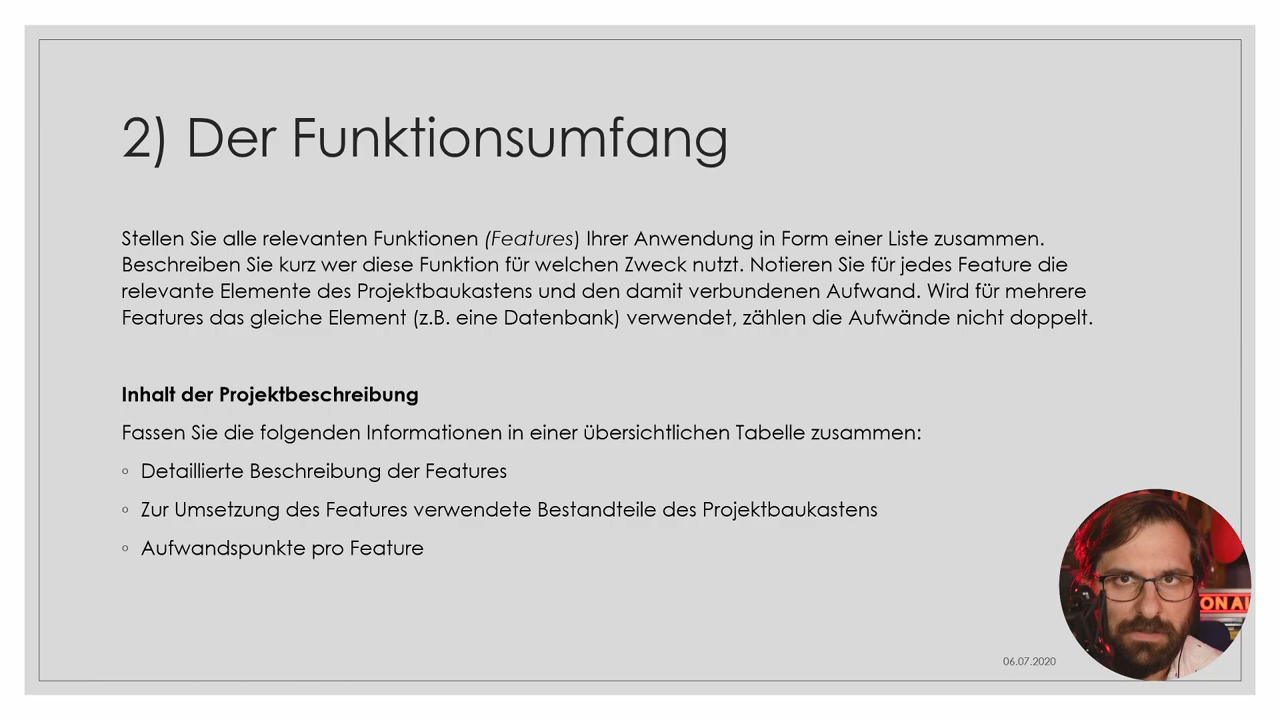 2) Der Funktionsumfang
Stellen Sie alle relevanten Funktionen (Features) Ihrer Anwendung in Form einer Liste zusammen.
Beschreiben Sie kurz wer diese Funktion für welchen Zweck nutzt. Notieren Sie für jedes Feature die
relevante Elemente des Projektbaukastens und den damit verbundenen Aufwand. Wird für mehrere
Features das gleiche Element (z.B. eine Datenbank) verwendet, zählen die Aufwände nicht doppelt.
Inhalt der Projektbeschreibung
Fassen Sie die folgenden Informationen in einer übersichtlichen Tabelle zusammen:
◦ Detaillierte Beschreibung der Features
◦ Zur Umsetzung des Features verwendete Bestandteile des Projektbaukastens
◦ Aufwandspunkte pro Feature
06.07.2020